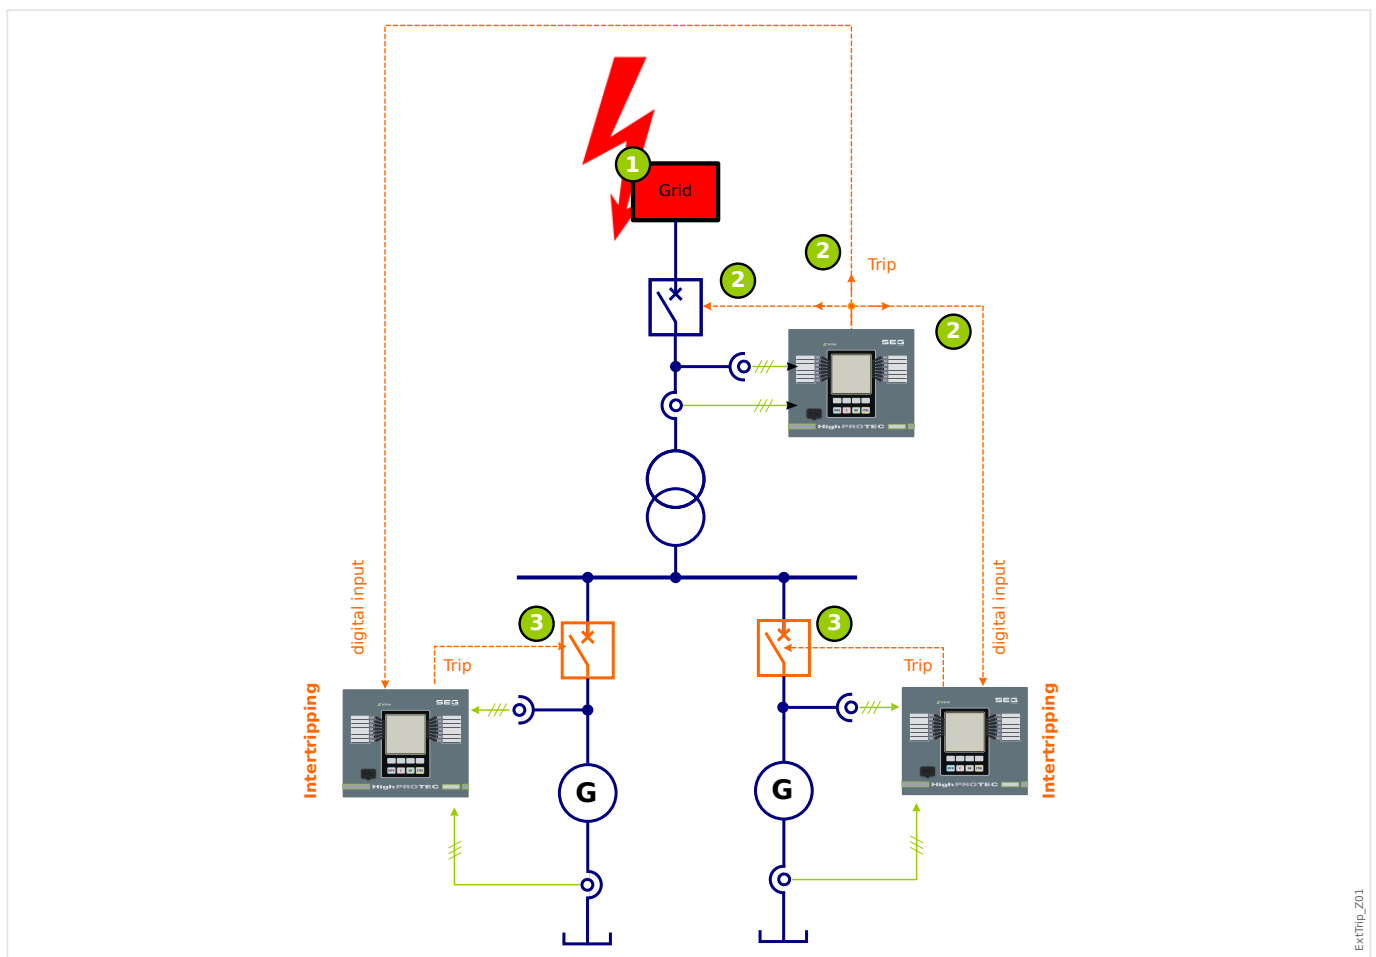 1
Grid
2
Trip
2
2
SEG
HighPROTEC
digital input
digital input
3
3
Trip
Trip
Intertripping
SEG
HighPROTEC
SEG
HighPROTEC
Intertripping
G
G
ExtTrip_Z01